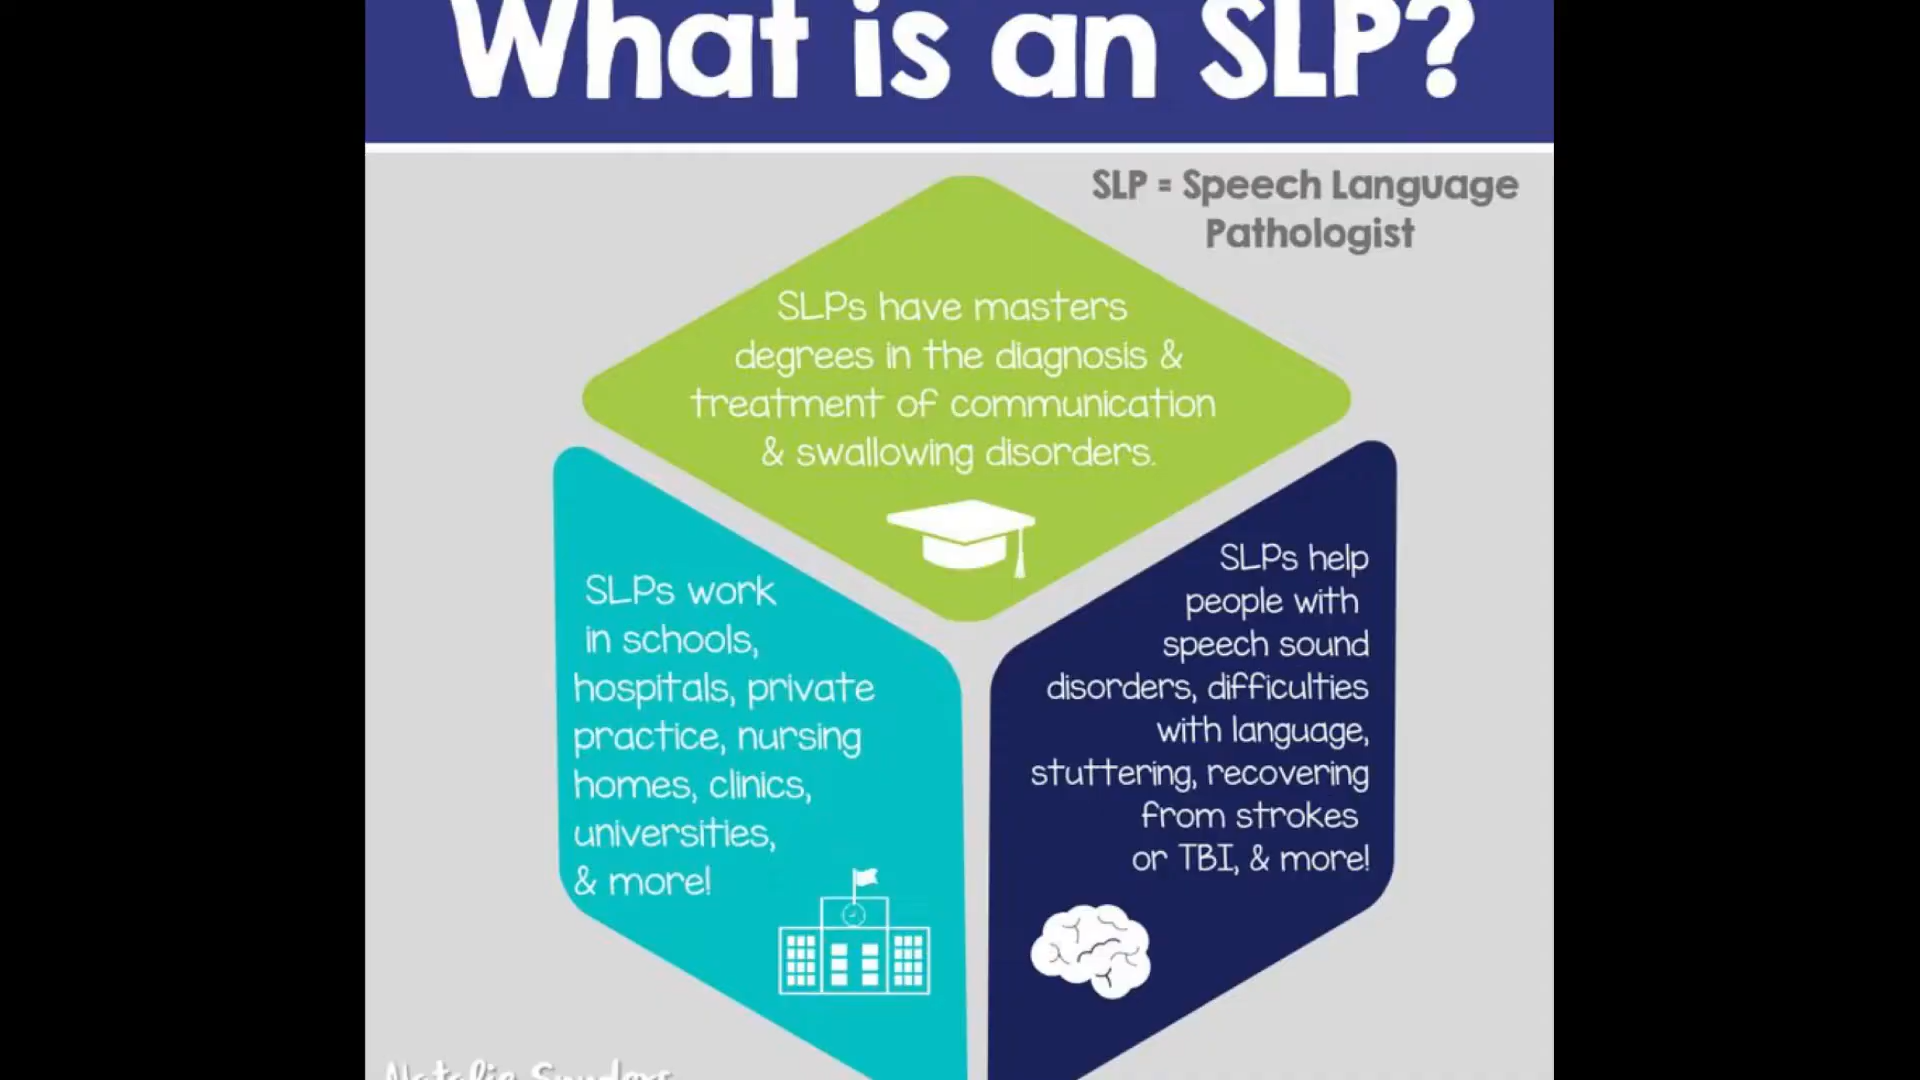 What is an SLP?
SLP = Speech Language
Pathologist
SLPs have masters
degrees in the diagnosis &
treatment of communication
& swallowing disorders.
SLPs work
in schools,
hospitals, private
practice, nursing
homes, clinics,
universities,
& more!
SLPs help
people with
speech sound
disorders, difficulties
with language,
stuttering, recovering
from strokes
or TBI, & more!
Natalie Snyders